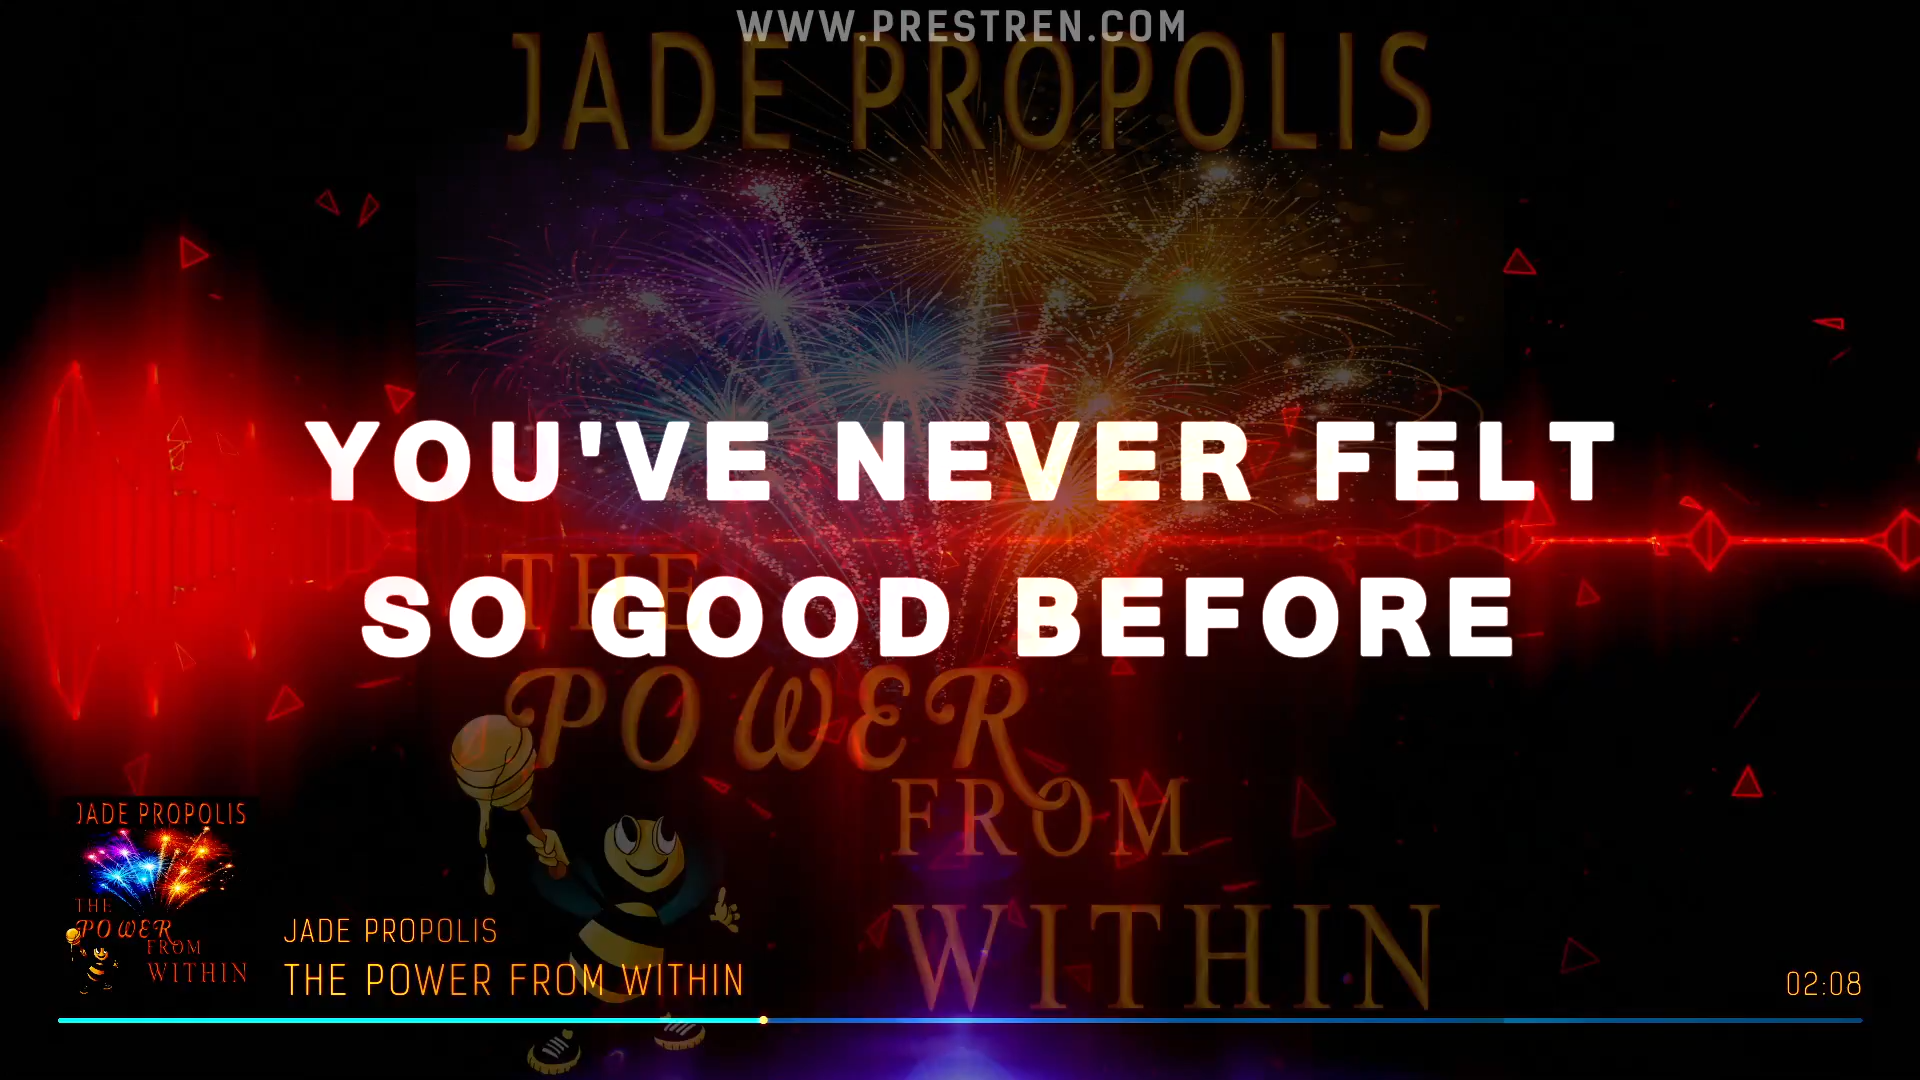 WWW.PRESTREN.COM
JADE PROPOLIS
YOU'VE NEVER FELT
SO GOOD BEFORE
THE
POWER
FROM
WITHIN
JADE PROPOLIS
THE
POWER
FROM
WITHIN
JADE PROPOLIS
THE POWER FROM WITHIN
02:08